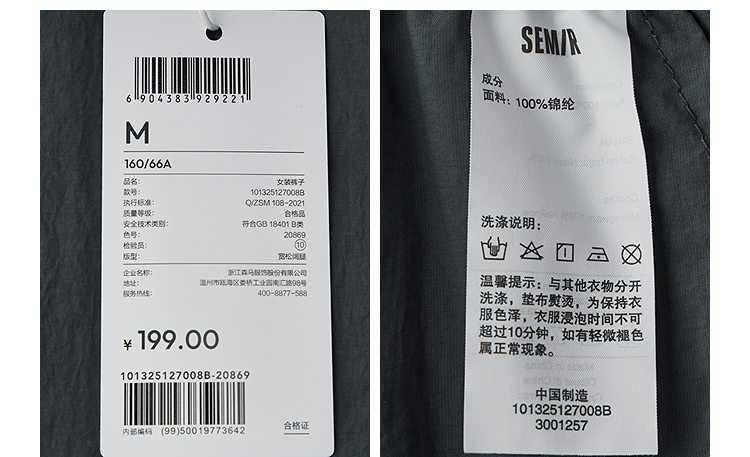 6 904383 929221
M
160/66A
品名: 女装裤子
款号: 101325127008B
执行标准: Q/ZSM 108-2021
质量等级: 合格品
安全技术类别: 符合GB 18401 B类
色号: 20869
检验员: 10
版型: 宽松阔腿
企业名称: 浙江森马服饰股份有限公司
地址: 温州市瓯海区娄桥工业园南汇路98号
服务热线: 400-8877-588
¥ 199.00
101325127008B-20869
内部编码 (99)50019773642
合格证
SEMIR
成分
面料: 100%锦纶
洗涤说明:
温馨提示: 与其他衣物分开
洗涤, 垫布熨烫, 为保持衣
服色泽, 衣服浸泡时间不可
超过10分钟, 如有轻微褪色
属正常现象。
中国制造
101325127008B
3001257